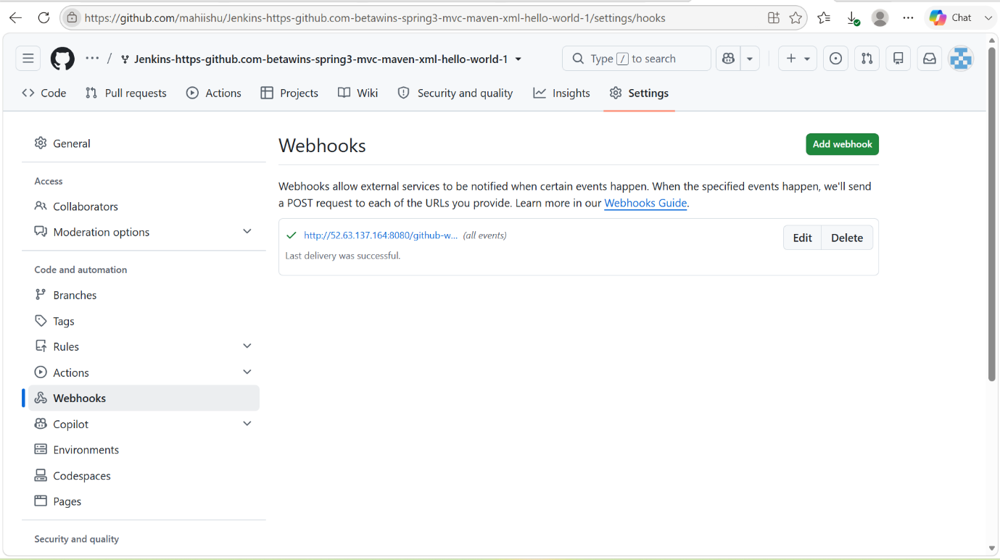 https://github.com/mahiishu/Jenkins-https-github.com-betawins-spring3-mvc-maven-xml-hello-world-1/settings/hooks
Chat
/ Jenkins-https-github.com-betawins-spring3-mvc-maven-xml-hello-world-1
Type / to search
Code Pull requests Actions Projects Wiki Security and quality Insights Settings
General
Access
Collaborators
Moderation options
Code and automation
Branches
Tags
Rules
Actions
Webhooks
Copilot
Environments
Codespaces
Pages
Security and quality
Webhooks
Add webhook
Webhooks allow external services to be notified when certain events happen. When the specified events happen, we'll send
a POST request to each of the URLs you provide. Learn more in our Webhooks Guide.
http://52.63.137.164:8080/github-w... (all events)
Edit Delete
Last delivery was successful.